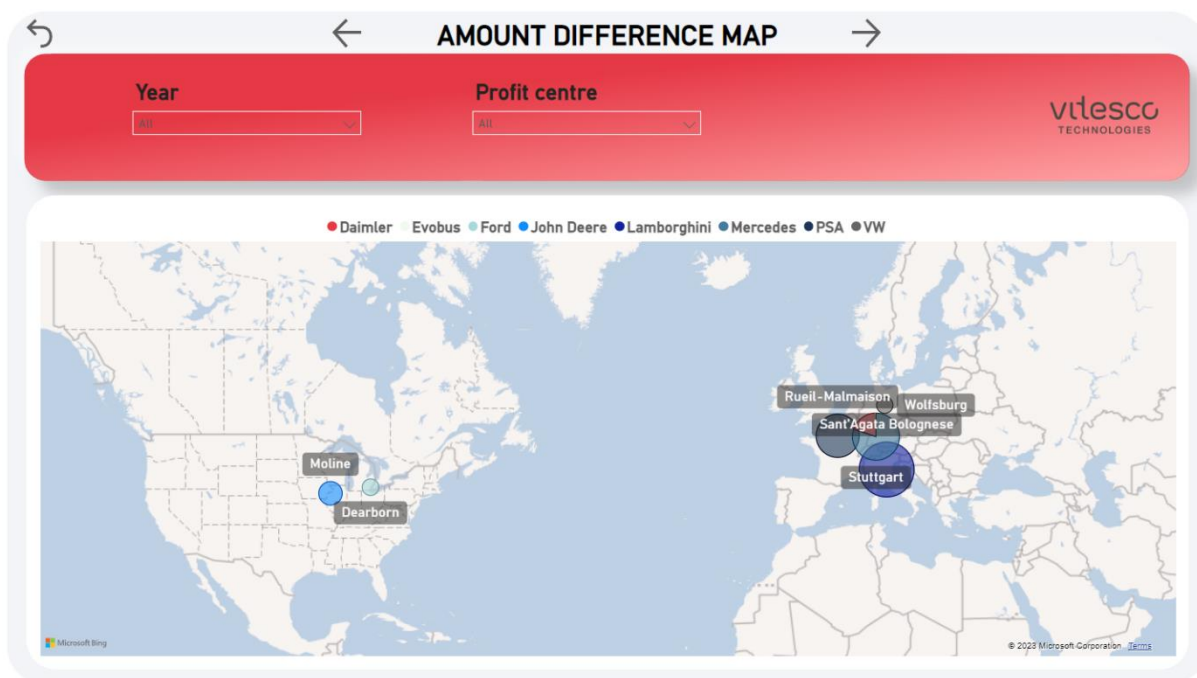 AMOUNT DIFFERENCE MAP
Year
Profit centre
All
All
vitesco
TECHNOLOGIES
Daimler Evobus Ford John Deere Lamborghini Mercedes PSA VW
Rueil-Malmaison
Wolfsburg
Sant'Agata Bolognese
Moline
Stuttgart
Dearborn
Microsoft Bing
© 2023 Microsoft Corporation Terms